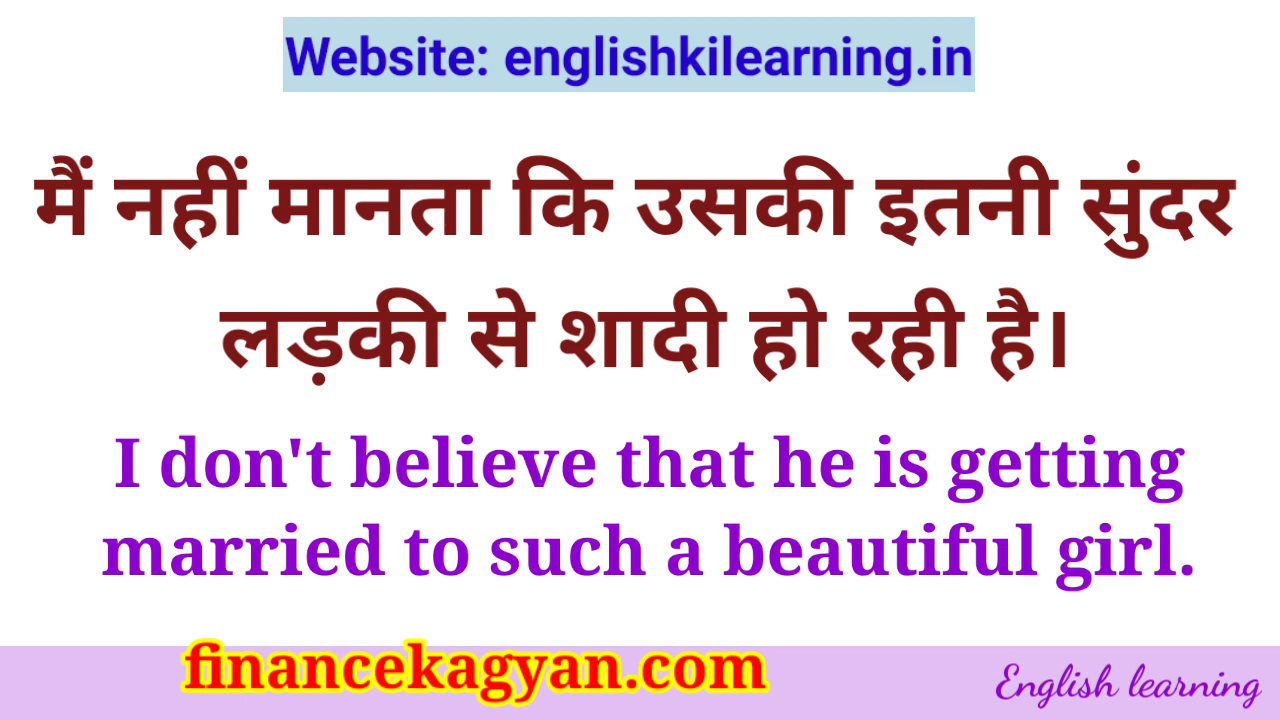 Website: englishkilearning.in
मैं नहीं मानता कि उसकी इतनी सुंदर
लड़की से शादी हो रही है।
I don't believe that he is getting
married to such a beautiful girl.
financekagyan.com
English learning